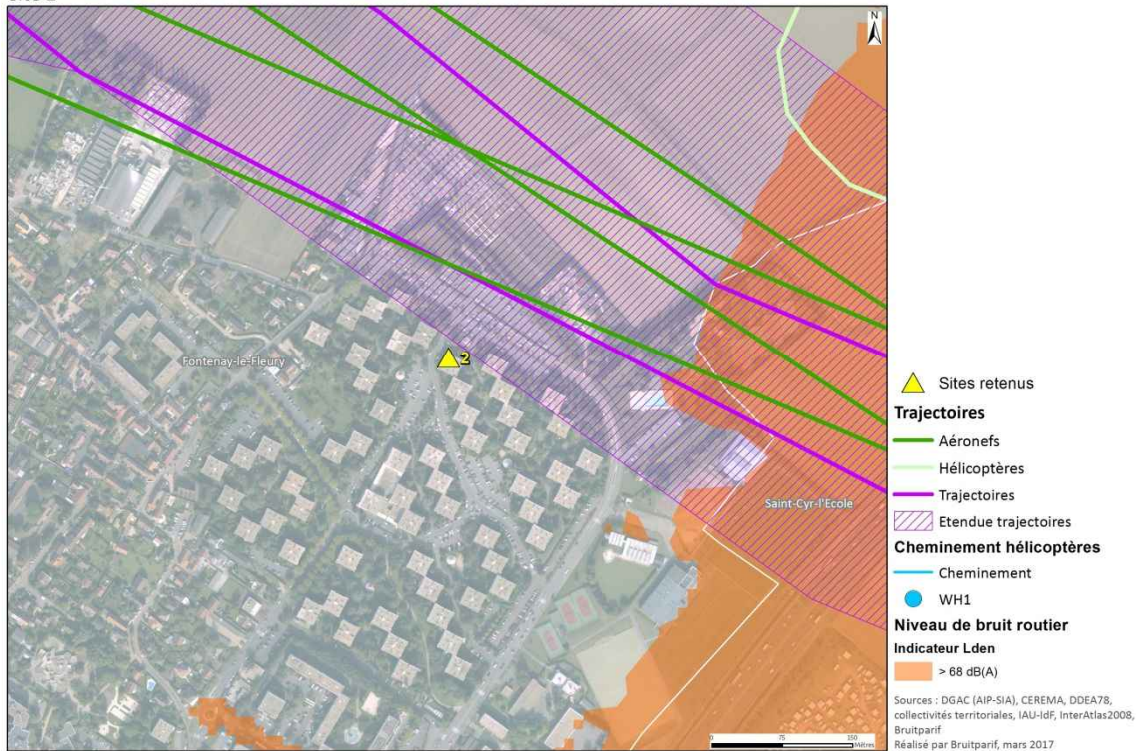 N
2
Fontenay-le-Fleury
Saint-Cyr-l'Ecole
0 75 150
Mètres
Sites retenus
Trajectoires
Aéronefs
Hélicoptères
Trajectoires
Etendue trajectoires
Cheminement hélicoptères
Cheminement
WH1
Niveau de bruit routier
Indicateur Lden
> 68 dB(A)
Sources : DGAC (AIP-SIA), CEREMA, DDEA78,
collectivités territoriales, IAU-IdF, InterAtlas2008,
Bruitparif
Réalisé par Bruitparif, mars 2017